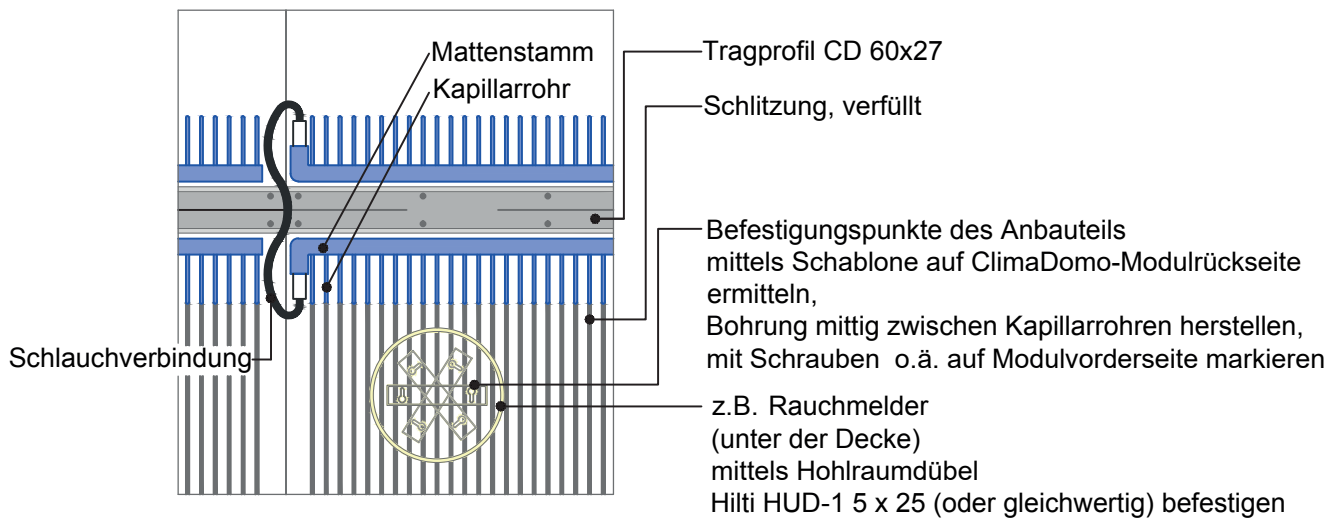 Mattenstamm
Kapillarrohr
Schlauchverbindung
Tragprofil CD 60x27
Schlitzung, verfüllt
Befestigungspunkte des Anbauteils
mittels Schablone auf ClimaDomo-Modulrückseite
ermitteln,
Bohrung mittig zwischen Kapillarrohren herstellen,
mit Schrauben o.ä. auf Modulvorderseite markieren
z.B. Rauchmelder
(unter der Decke)
mittels Hohlraumdübel
Hilti HUD-1 5 x 25 (oder gleichwertig) befestigen